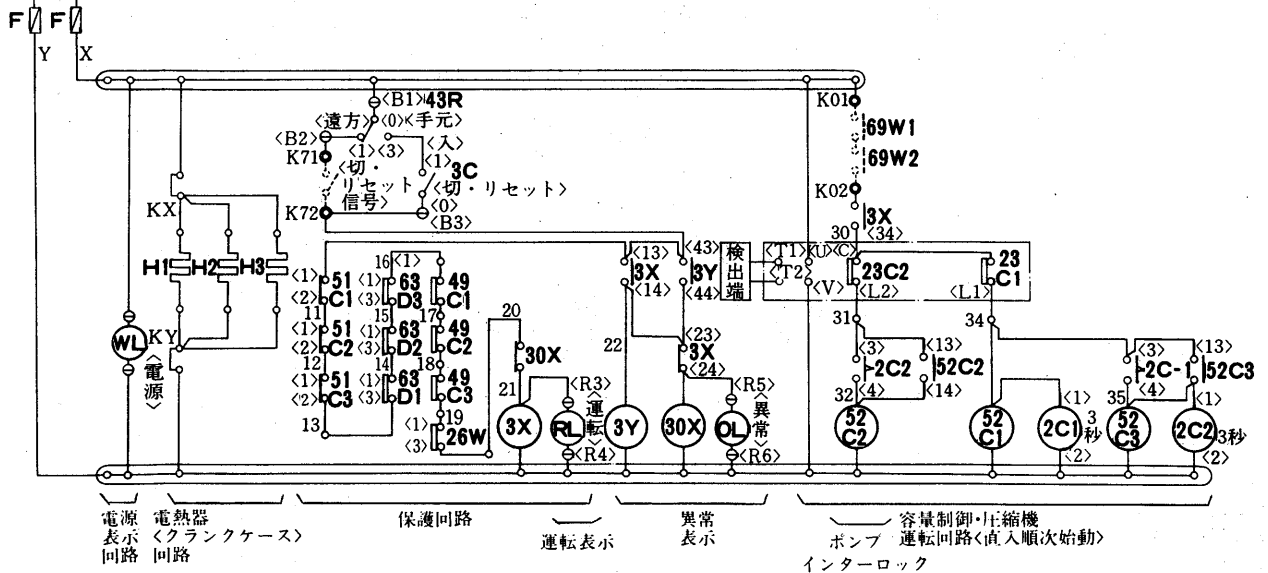 F F
Y X
〈B1〉 43R
〈遠方〉 〈0〉 〈手元〉
〈B2〉 〈1〉 〈3〉 〈入〉
K71 〈1〉 3C
〈切・リセット信号〉 〈切・リセット〉
K72 〈0〉
〈B3〉
K01
69W1
69W2
K02
3X
30 〈34〉
KX
H1 H2 H3
KY
WL
〈電源〉
〈1〉 51 C1 〈2〉
11
〈1〉 51 C2 〈2〉
12
〈1〉 51 C3 〈2〉
13
16
〈1〉 63 D3 〈3〉
15
〈1〉 63 D2 〈3〉
14
〈1〉 63 D1 〈3〉
〈1〉
49 C1
17
49 C2
18
49 C3
19
〈1〉 26W 〈3〉
20
30X
21
3X
〈R3〉
RL 〈運転〉
〈R4〉
〈13〉 3X 〈14〉
22
3Y
〈43〉 3Y 〈44〉
〈23〉 3X 〈24〉
30X
〈R5〉
OL 〈異常〉
〈R6〉
検出端
〈T1〉 〈U〉 〈C〉
〈T2〉 〈V〉
23C2 〈L2〉
23 C1 〈L1〉
31
〈3〉 2C2 〈4〉
〈13〉 52C2 〈14〉
32
52 C2
34
52 C1
〈1〉 2C1 3秒 〈2〉
〈3〉 2C-1 〈4〉
35
〈13〉 52C3
52 C3
〈1〉 2C2 3秒 〈2〉
電源表示回路
電熱器〈クランクケース〉回路
保護回路
運転表示
異常表示
ポンプインターロック
容量制御・圧縮機運転回路〈直入順次始動〉